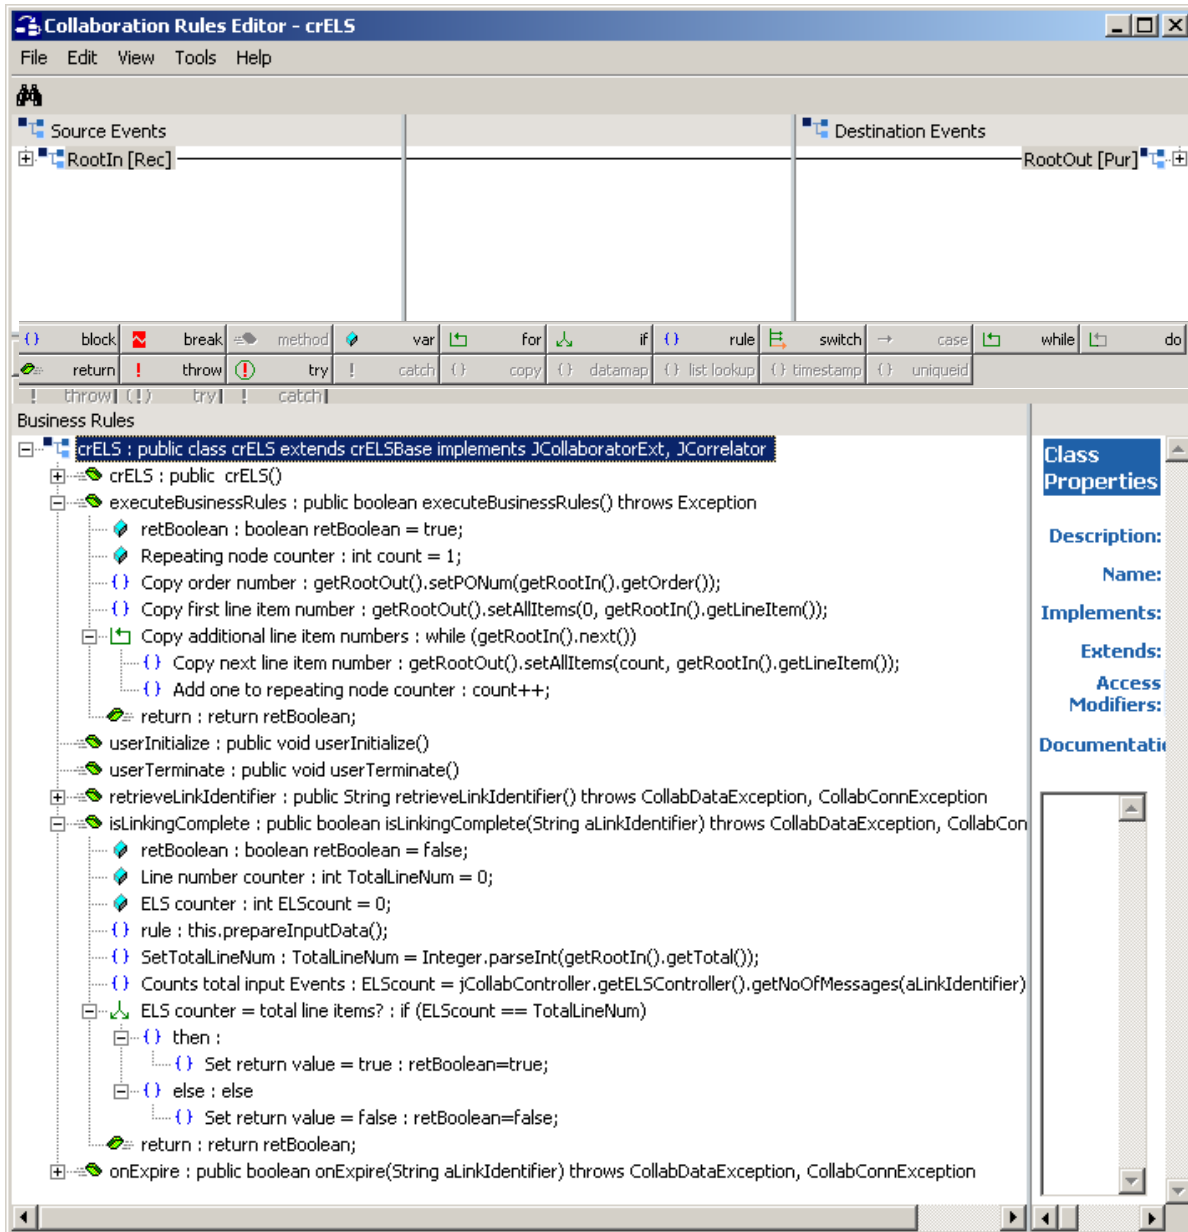 Collaboration Rules Editor - crELS
File Edit View Tools Help
Source Events
Destination Events
RootIn [Rec]
RootOut [Pur]
block break method var for if rule switch case while do
return throw try catch copy datamap list lookup timestamp uniqueid
throw try catch
Business Rules
crELS : public class crELS extends crELSBase implements JCollaboratorExt, JCorrelator
crELS : public crELS()
executeBusinessRules : public boolean executeBusinessRules() throws Exception
retBoolean : boolean retBoolean = true;
Repeating node counter : int count = 1;
{} Copy order number : getRootOut().setPONum(getRootIn().getOrder());
{} Copy first line item number : getRootOut().setAllItems(0, getRootIn().getLineItem());
Copy additional line item numbers : while (getRootIn().next())
{} Copy next line item number : getRootOut().setAllItems(count, getRootIn().getLineItem());
{} Add one to repeating node counter : count++;
return : return retBoolean;
userInitialize : public void userInitialize()
userTerminate : public void userTerminate()
retrieveLinkIdentifier : public String retrieveLinkIdentifier() throws CollabDataException, CollabConnException
isLinkingComplete : public boolean isLinkingComplete(String aLinkIdentifier) throws CollabDataException, CollabCon
retBoolean : boolean retBoolean = false;
Line number counter : int TotalLineNum = 0;
ELS counter : int ELScount = 0;
{} rule : this.prepareInputData();
{} SetTotalLineNum : TotalLineNum = Integer.parseInt(getRootIn().getTotal());
{} Counts total input Events : ELScount = jCollabController.getELSController().getNoOfMessages(aLinkIdentifier)
ELS counter = total line items? : if (ELScount == TotalLineNum)
{} then :
{} Set return value = true : retBoolean=true;
{} else : else
{} Set return value = false : retBoolean=false;
return : return retBoolean;
onExpire : public boolean onExpire(String aLinkIdentifier) throws CollabDataException, CollabConnException
Class
Properties
Description:
Name:
Implements:
Extends:
Access
Modifiers:
Documentati